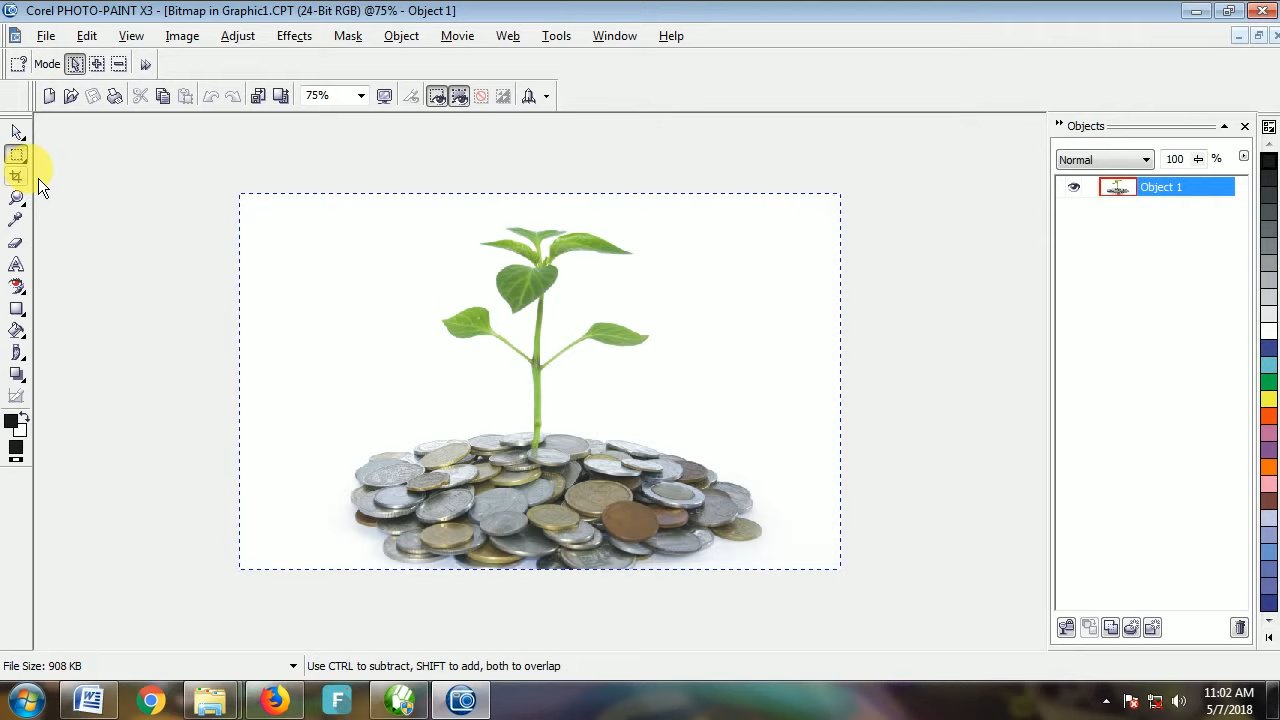 Corel PHOTO-PAINT X3 - [Bitmap in Graphic1.CPT (24-Bit RGB) @75% - Object 1]
File Edit View Image Adjust Effects Mask Object Movie Web Tools Window Help
Mode
75%
Objects
Normal 100 %
Object 1
File Size: 908 KB Use CTRL to subtract, SHIFT to add, both to overlap
11:02 AM
5/7/2018